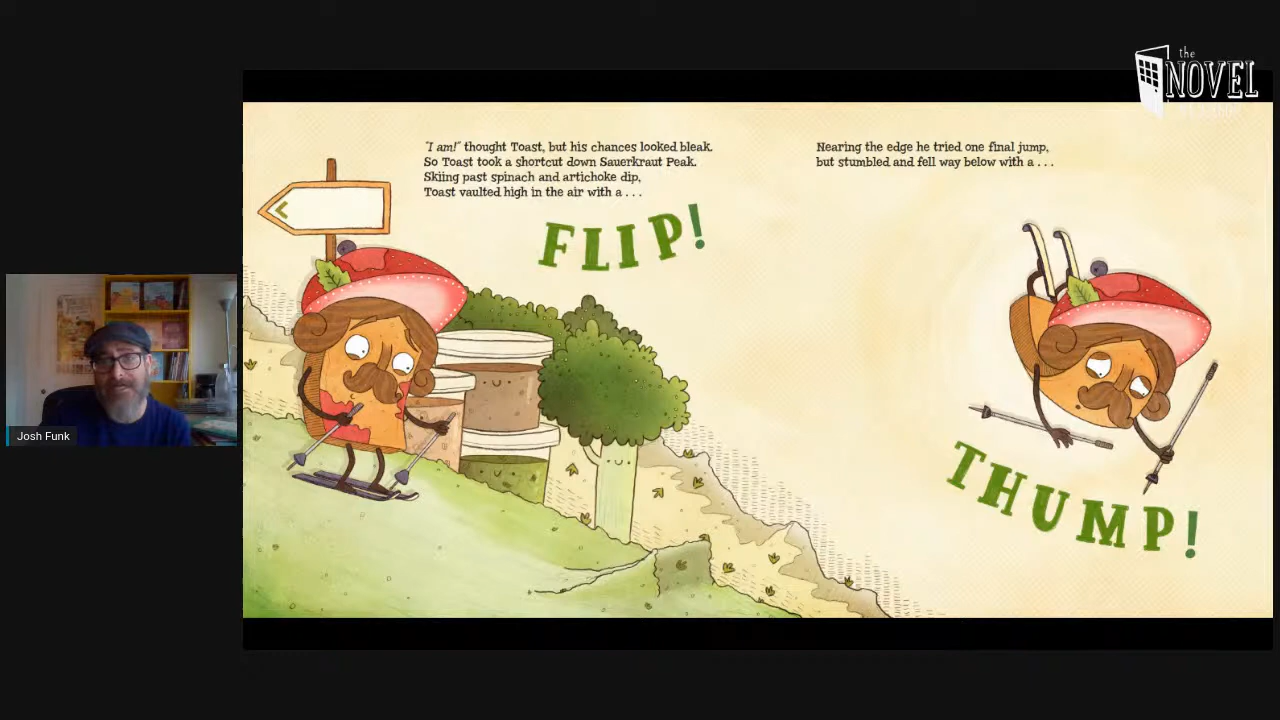 the
NOVEL
"I am!" thought Toast, but his chances looked bleak.
So Toast took a shortcut down Sauerkraut Peak.
Skiing past spinach and artichoke dip,
Toast vaulted high in the air with a . . .
FLIP!
Nearing the edge he tried one final jump,
but stumbled and fell way below with a . . .
THUMP!
Josh Funk